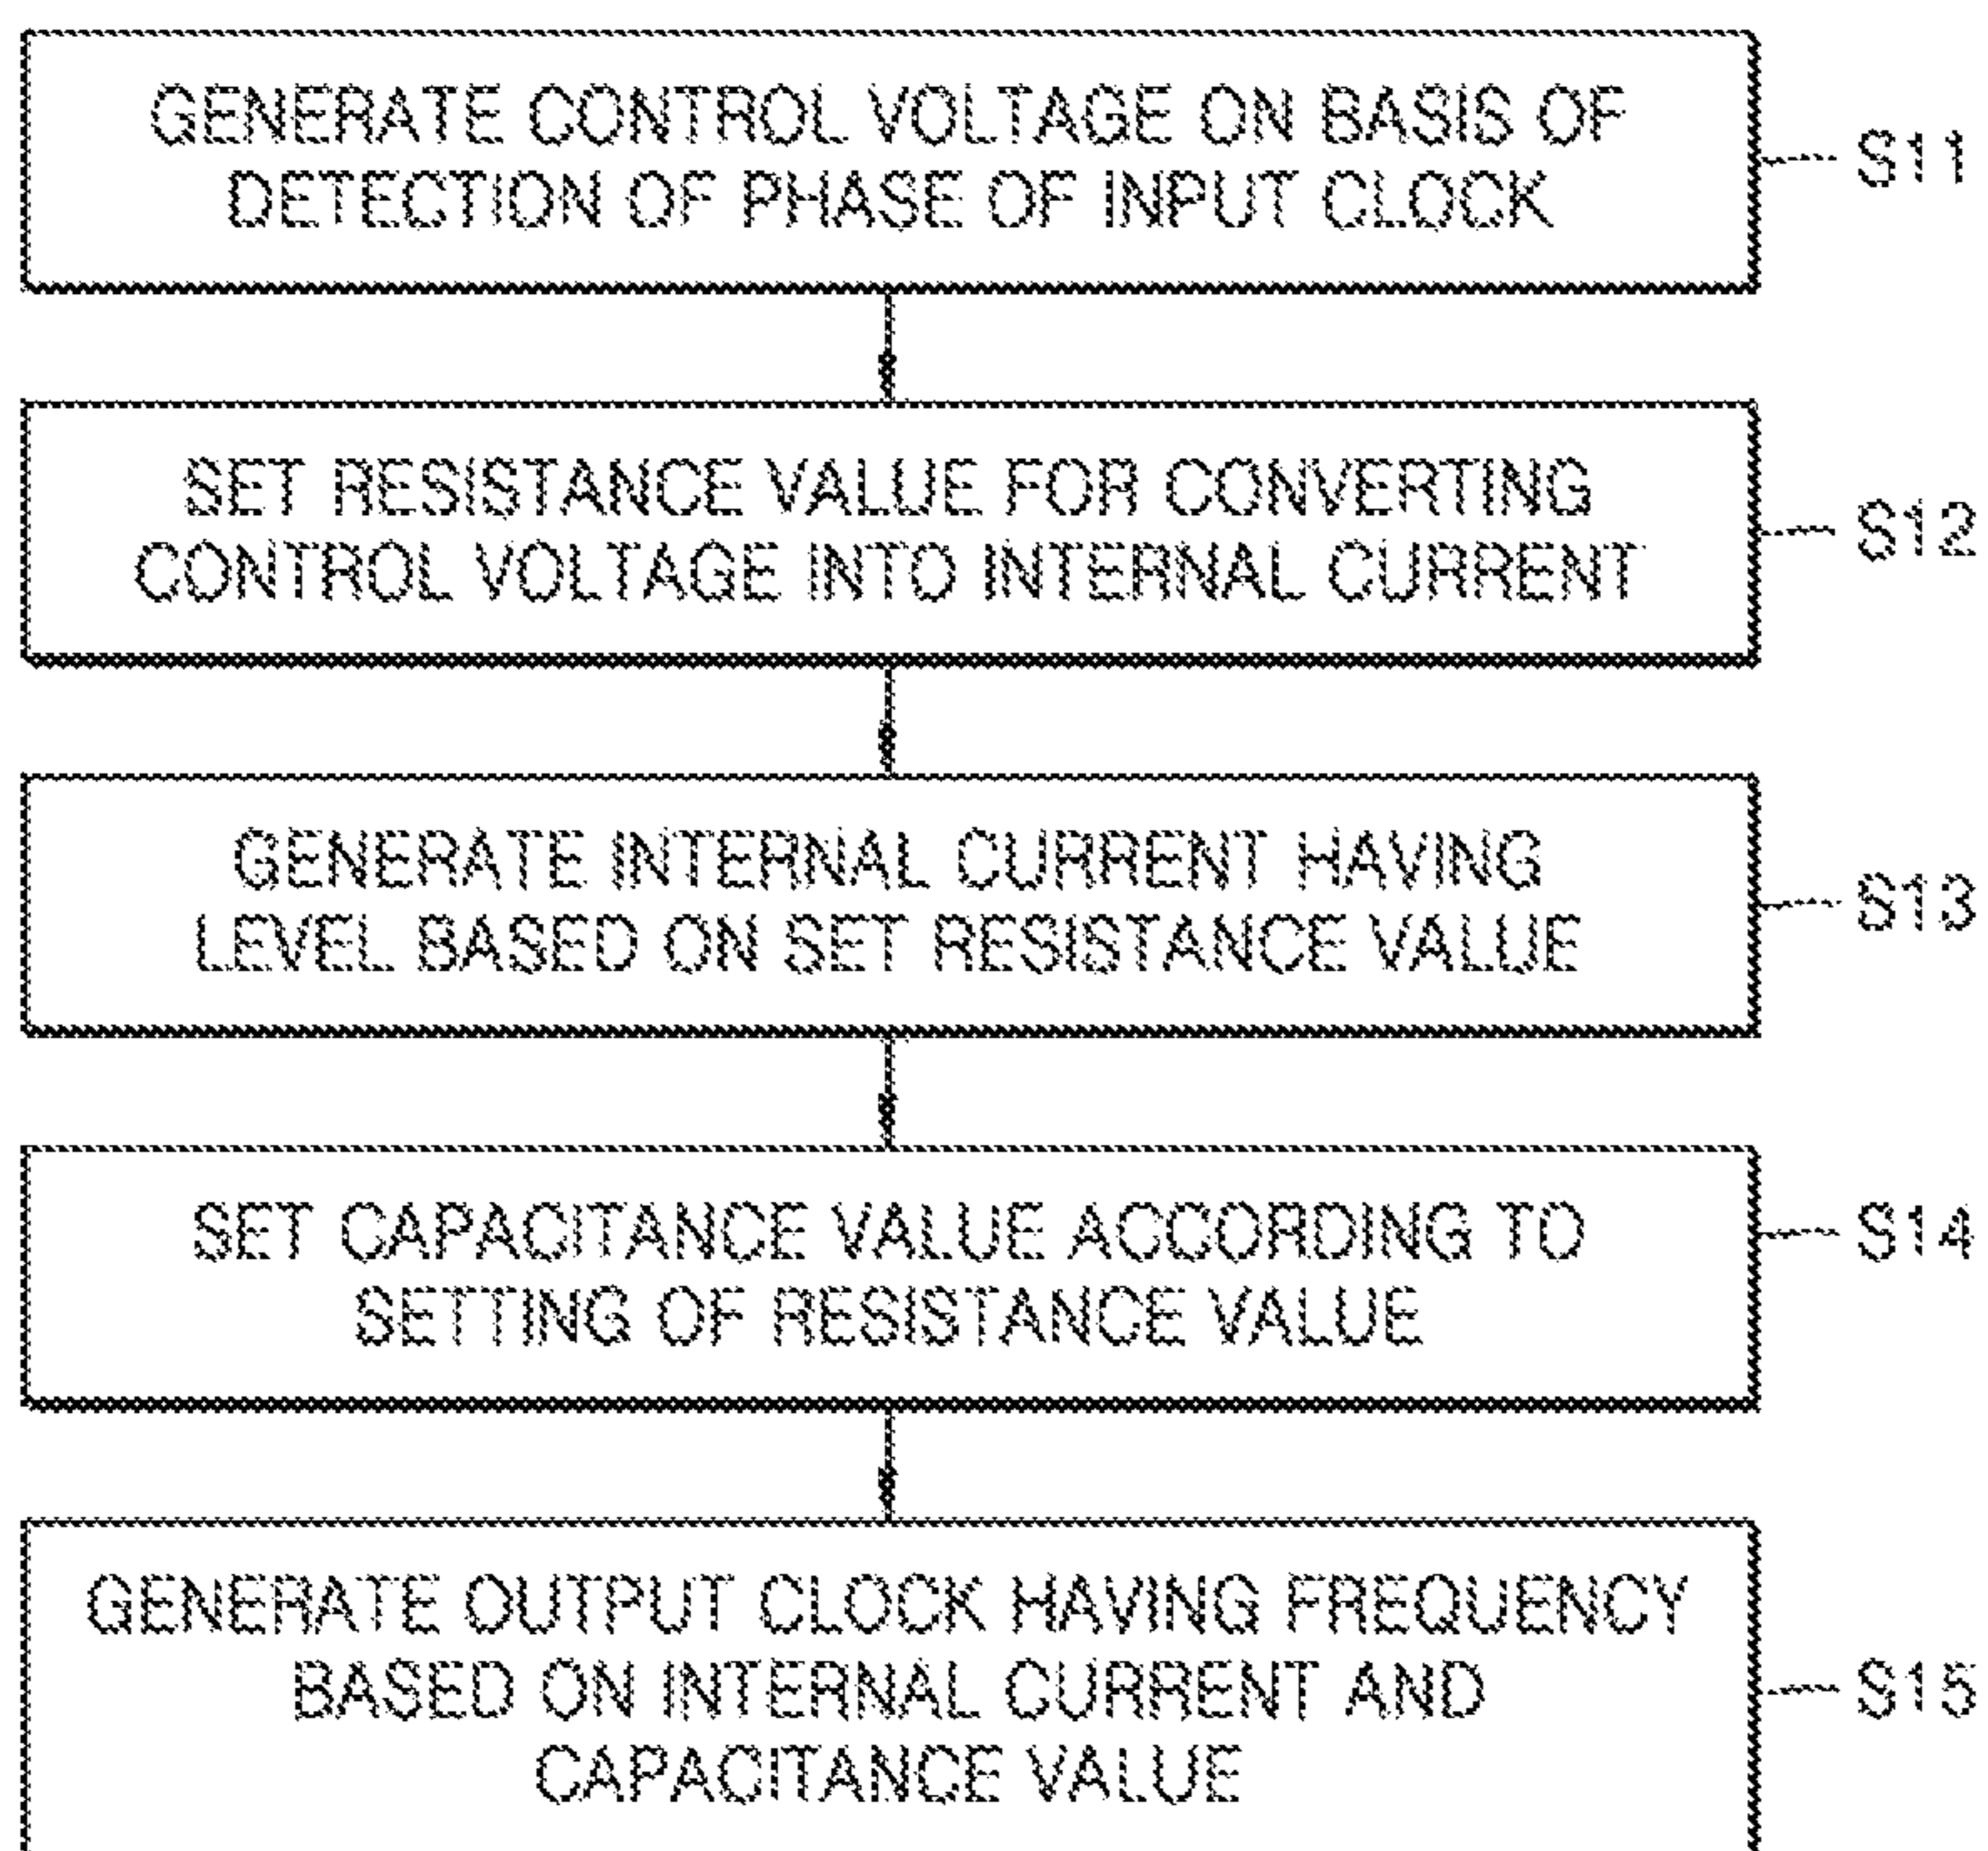 GENERATE CONTROL VOLTAGE ON BASIS OF
DETECTION OF PHASE OF INPUT CLOCK
S11
SET RESISTANCE VALUE FOR CONVERTING
CONTROL VOLTAGE INTO INTERNAL CURRENT
S12
GENERATE INTERNAL CURRENT HAVING
LEVEL BASED ON SET RESISTANCE VALUE
S13
SET CAPACITANCE VALUE ACCORDING TO
SETTING OF RESISTANCE VALUE
S14
GENERATE OUTPUT CLOCK HAVING FREQUENCY
BASED ON INTERNAL CURRENT AND
CAPACITANCE VALUE
S15